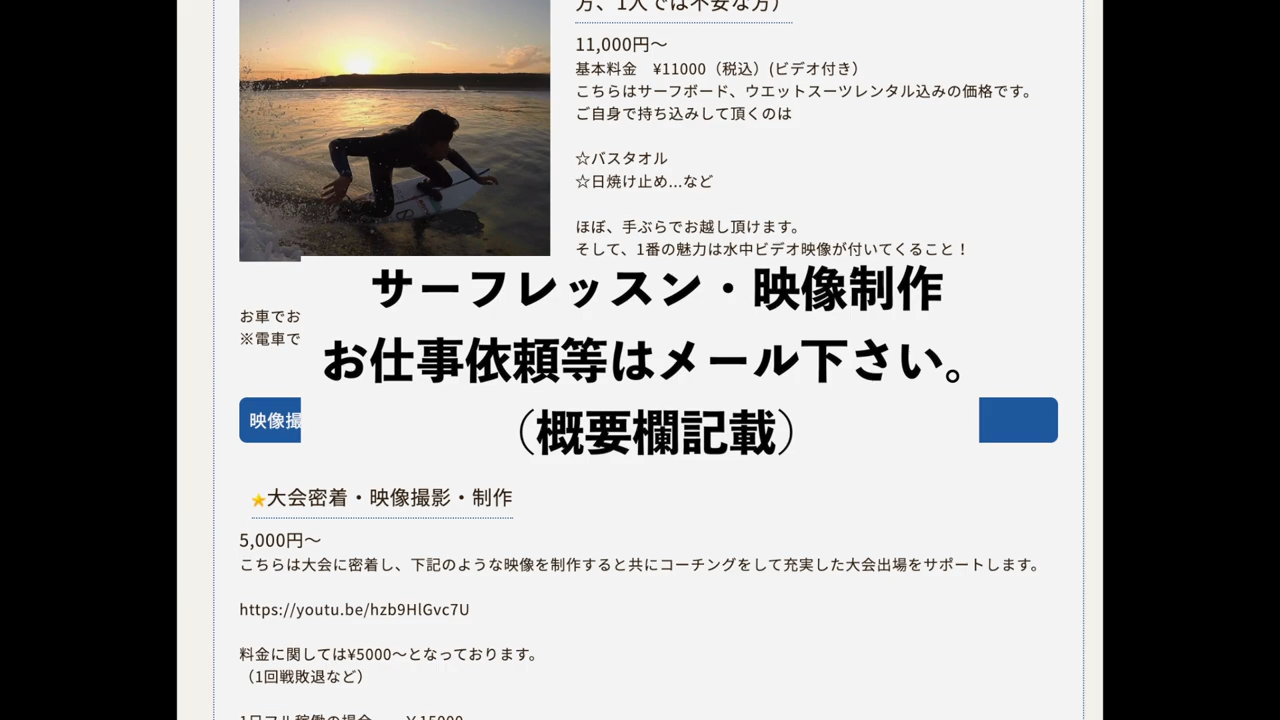 方、1人では不安な方）
11,000円〜
基本料金　¥11000（税込）(ビデオ付き）
こちらはサーフボード、ウエットスーツレンタル込みの価格です。
ご自身で持ち込みして頂くのは
☆バスタオル
☆日焼け止め...など
ほぼ、手ぶらでお越し頂けます。
そして、1番の魅力は水中ビデオ映像が付いてくること！
サーフレッスン・映像制作
お仕事依頼等はメール下さい。
（概要欄記載）
お車でお
※電車で
映像撮
大会密着・映像撮影・制作
5,000円〜
こちらは大会に密着し、下記のような映像を制作すると共にコーチングをして充実した大会出場をサポートします。
https://youtu.be/hzb9HlGvc7U
料金に関しては¥5000〜となっております。
（1回戦敗退など）
1日フル稼働の場合　　¥15000